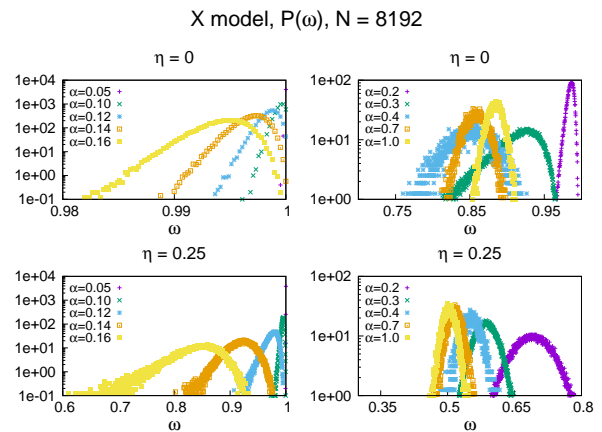 X model, P(ω), N = 8192
η = 0
1e+04
1e+03
1e+02
1e+01
1e+00
1e-01
α=0.05
α=0.10
α=0.12
α=0.14
α=0.16
0.98
0.99
1
ω
η = 0
1e+02
1e+01
1e+00
α=0.2
α=0.3
α=0.4
α=0.7
α=1.0
0.75
0.85
0.95
ω
η = 0.25
1e+04
1e+03
1e+02
1e+01
1e+00
1e-01
α=0.05
α=0.10
α=0.12
α=0.14
α=0.16
0.6
0.7
0.8
0.9
1
ω
η = 0.25
1e+02
1e+01
1e+00
α=0.2
α=0.3
α=0.4
α=0.7
α=1.0
0.35
0.5
0.65
0.8
ω